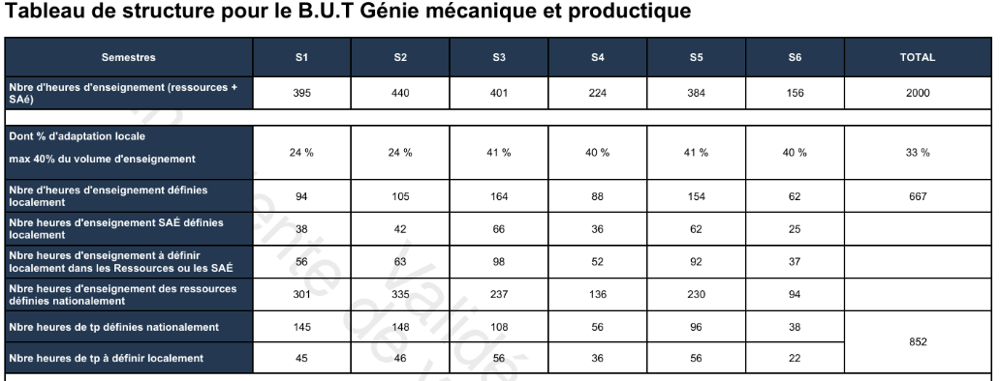 Tableau de structure pour le B.U.T Génie mécanique et productique
Semestres S1 S2 S3 S4 S5 S6 TOTAL
Nbre d'heures d'enseignement (ressources +
SAé) 395 440 401 224 384 156 2000
Dont % d'adaptation locale
max 40% du volume d'enseignement 24 % 24 % 41 % 40 % 41 % 40 % 33 %
Nbre d'heures d'enseignement définies
localement 94 105 164 88 154 62 667
Nbre heures d'enseignement SAÉ définies
localement 38 42 66 36 62 25
Nbre heures d'enseignement à définir
localement dans les Ressources ou les SAÉ 56 63 98 52 92 37
Nbre heures d'enseignement des ressources
définies nationalement 301 335 237 136 230 94
Nbre heures de tp définies nationalement 145 148 108 56 96 38
852
Nbre heures de tp à définir localement 45 46 56 36 56 22
Validé